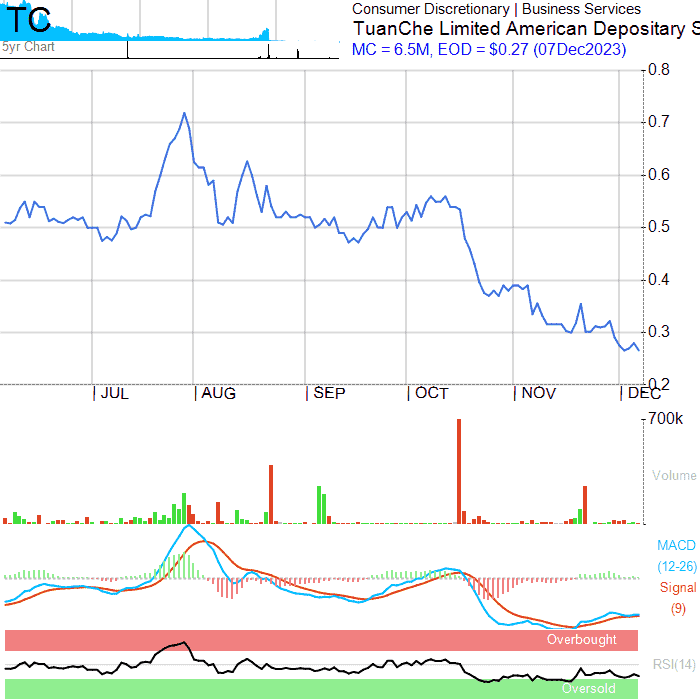 TC
5yr Chart
Consumer Discretionary | Business Services
TuanChe Limited American Depositary S
MC = 6.5M, EOD = $0.27 (07Dec2023)
0.8
0.7
0.6
0.5
0.4
0.3
0.2
JUL
AUG
SEP
OCT
NOV
DEC
700k
Volume
MACD
(12-26)
Signal
(9)
Overbought
RSI(14)
Oversold